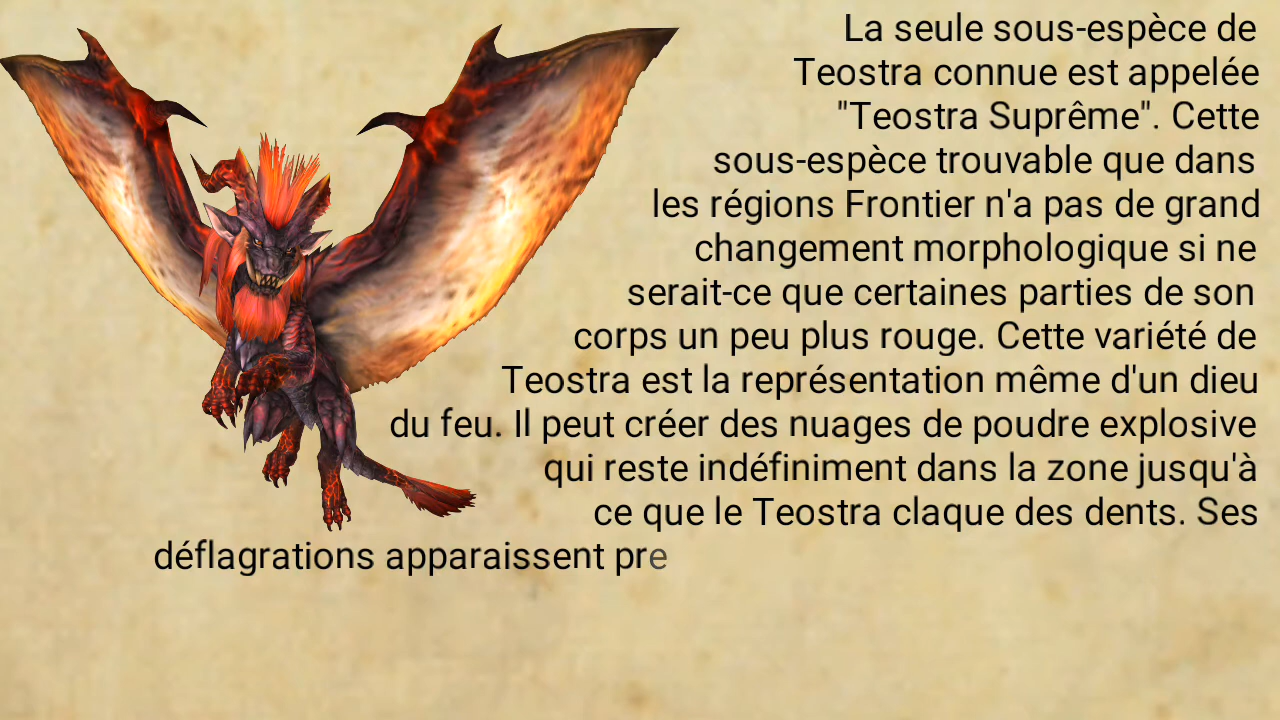 La seule sous-espèce de
Teostra connue est appelée
"Teostra Suprême". Cette
sous-espèce trouvable que dans
les régions Frontier n'a pas de grand
changement morphologique si ne
serait-ce que certaines parties de son
corps un peu plus rouge. Cette variété de
Teostra est la représentation même d'un dieu
du feu. Il peut créer des nuages de poudre explosive
qui reste indéfiniment dans la zone jusqu'à
ce que le Teostra claque des dents. Ses
déflagrations apparaissent pre